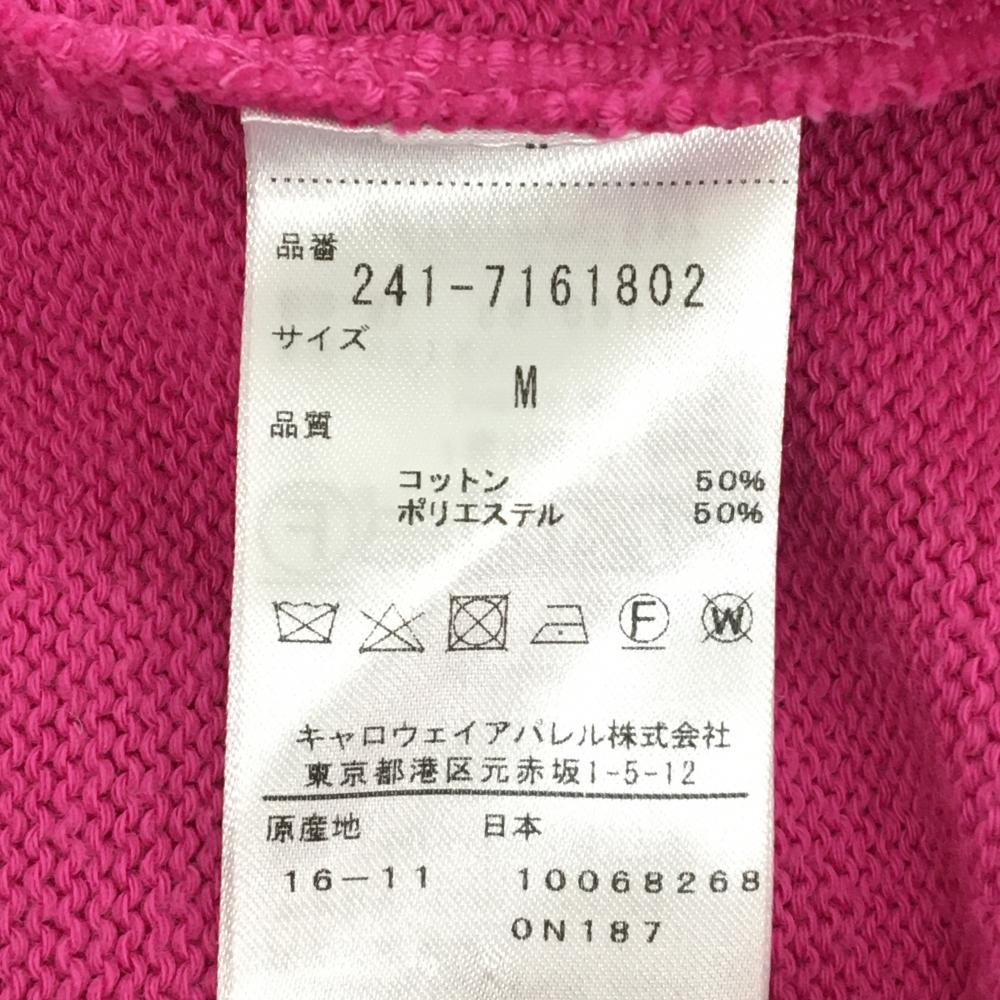 品番
241-7161802
サイズ
M
品質
コットン 50%
ポリエステル 50%
F W
キャロウェイアパレル株式会社
東京都港区元赤坂1-5-12
原産地 日本
16-11 10068268
0N187